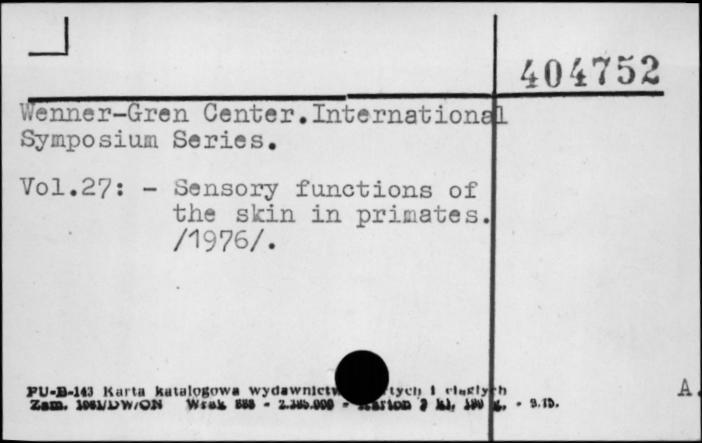 404752
Wenner-Gren Center.International
Symposium Series.
Vol.27: - Sensory functions of
the skin in primates.
/1976/.
PU-B-143 Karta katalogowa
A.
Zam.